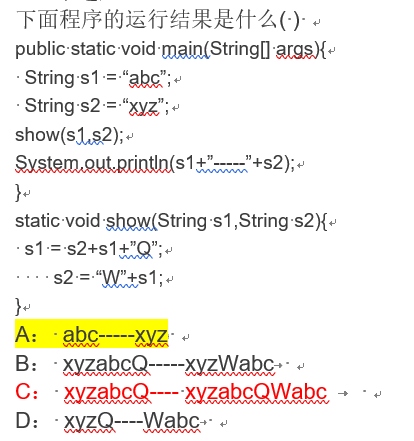 下面程序的运行结果是什么( )
public static void main(String[] args){
String s1 = “abc”;
String s2 = “xyz”;
show(s1,s2);
System.out.println(s1+”-----”+s2);
}
static void show(String s1,String s2){
s1 = s2+s1+”Q”;
s2 = “W”+s1;
}
A： abc-----xyz
B： xyzabcQ-----xyzWabc
C： xyzabcQ---- xyzabcQWabc
D： xyzQ----Wabc